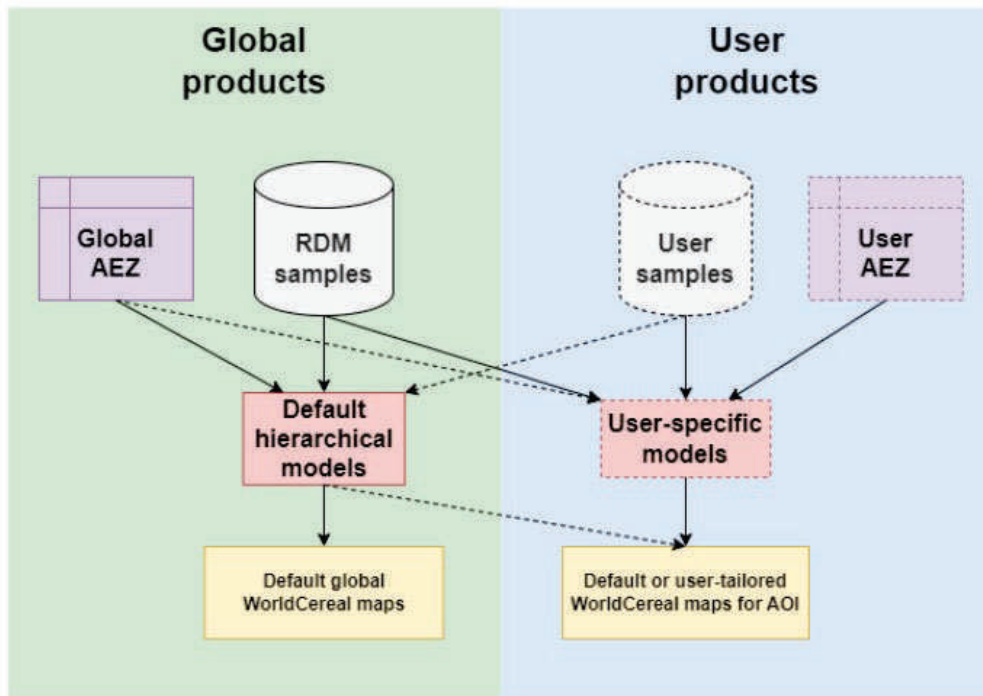 Global
products
User
products
Global
AEZ
RDM
samples
User
samples
User
AEZ
Default
hierarchical
models
User-specific
models
Default global
WorldCereal maps
Default or user-tailored
WorldCereal maps for AOI